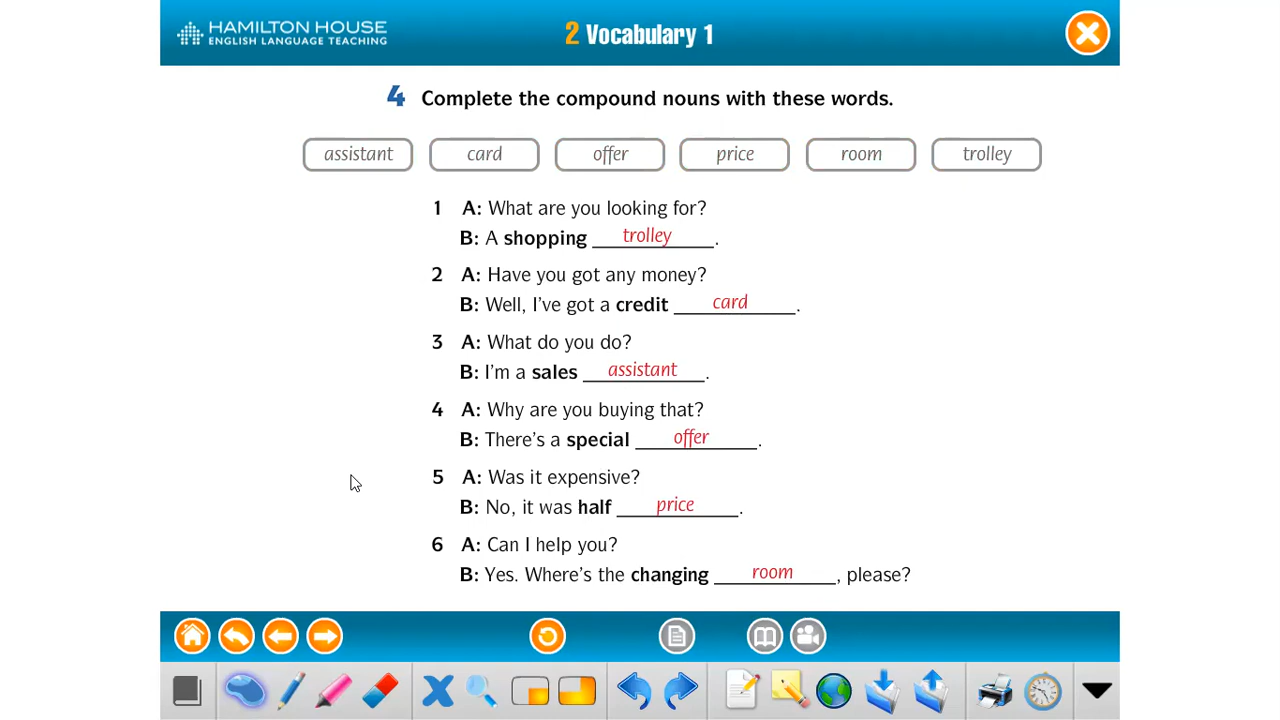 HAMILTON HOUSE
ENGLISH LANGUAGE TEACHING
2 Vocabulary 1
4 Complete the compound nouns with these words.
assistant card offer price room trolley
1 A: What are you looking for?
B: A shopping trolley.
2 A: Have you got any money?
B: Well, I've got a credit card.
3 A: What do you do?
B: I'm a sales assistant.
4 A: Why are you buying that?
B: There's a special offer.
5 A: Was it expensive?
B: No, it was half price.
6 A: Can I help you?
B: Yes. Where's the changing room, please?